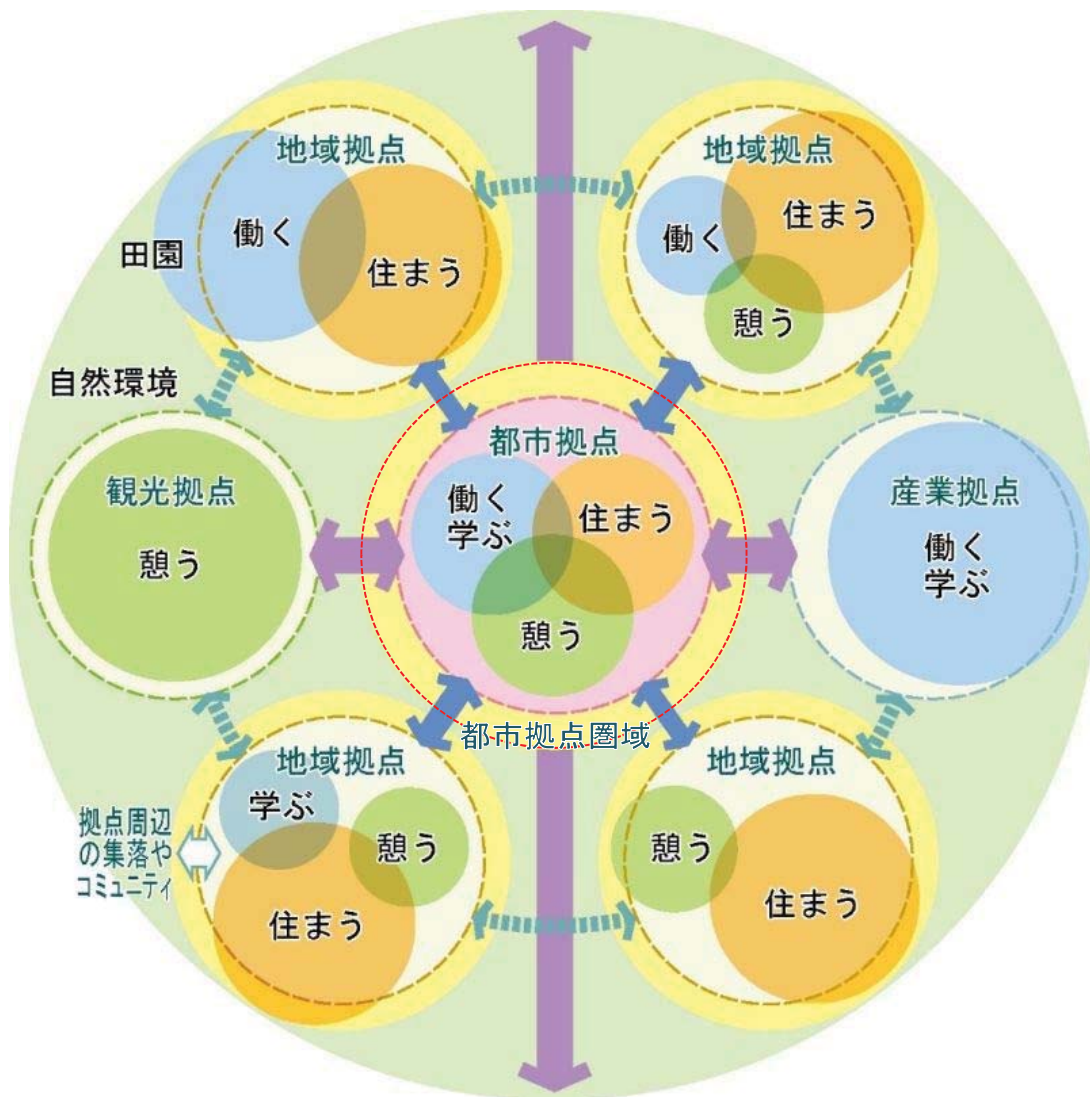 地域拠点
働く
住まう
田園
地域拠点
住まう
働く
憩う
自然環境
都市拠点
働く
学ぶ
住まう
憩う
都市拠点圏域
観光拠点
憩う
産業拠点
働く
学ぶ
地域拠点
学ぶ
憩う
住まう
拠点周辺
の集落や
コミュニティ
地域拠点
憩う
住まう